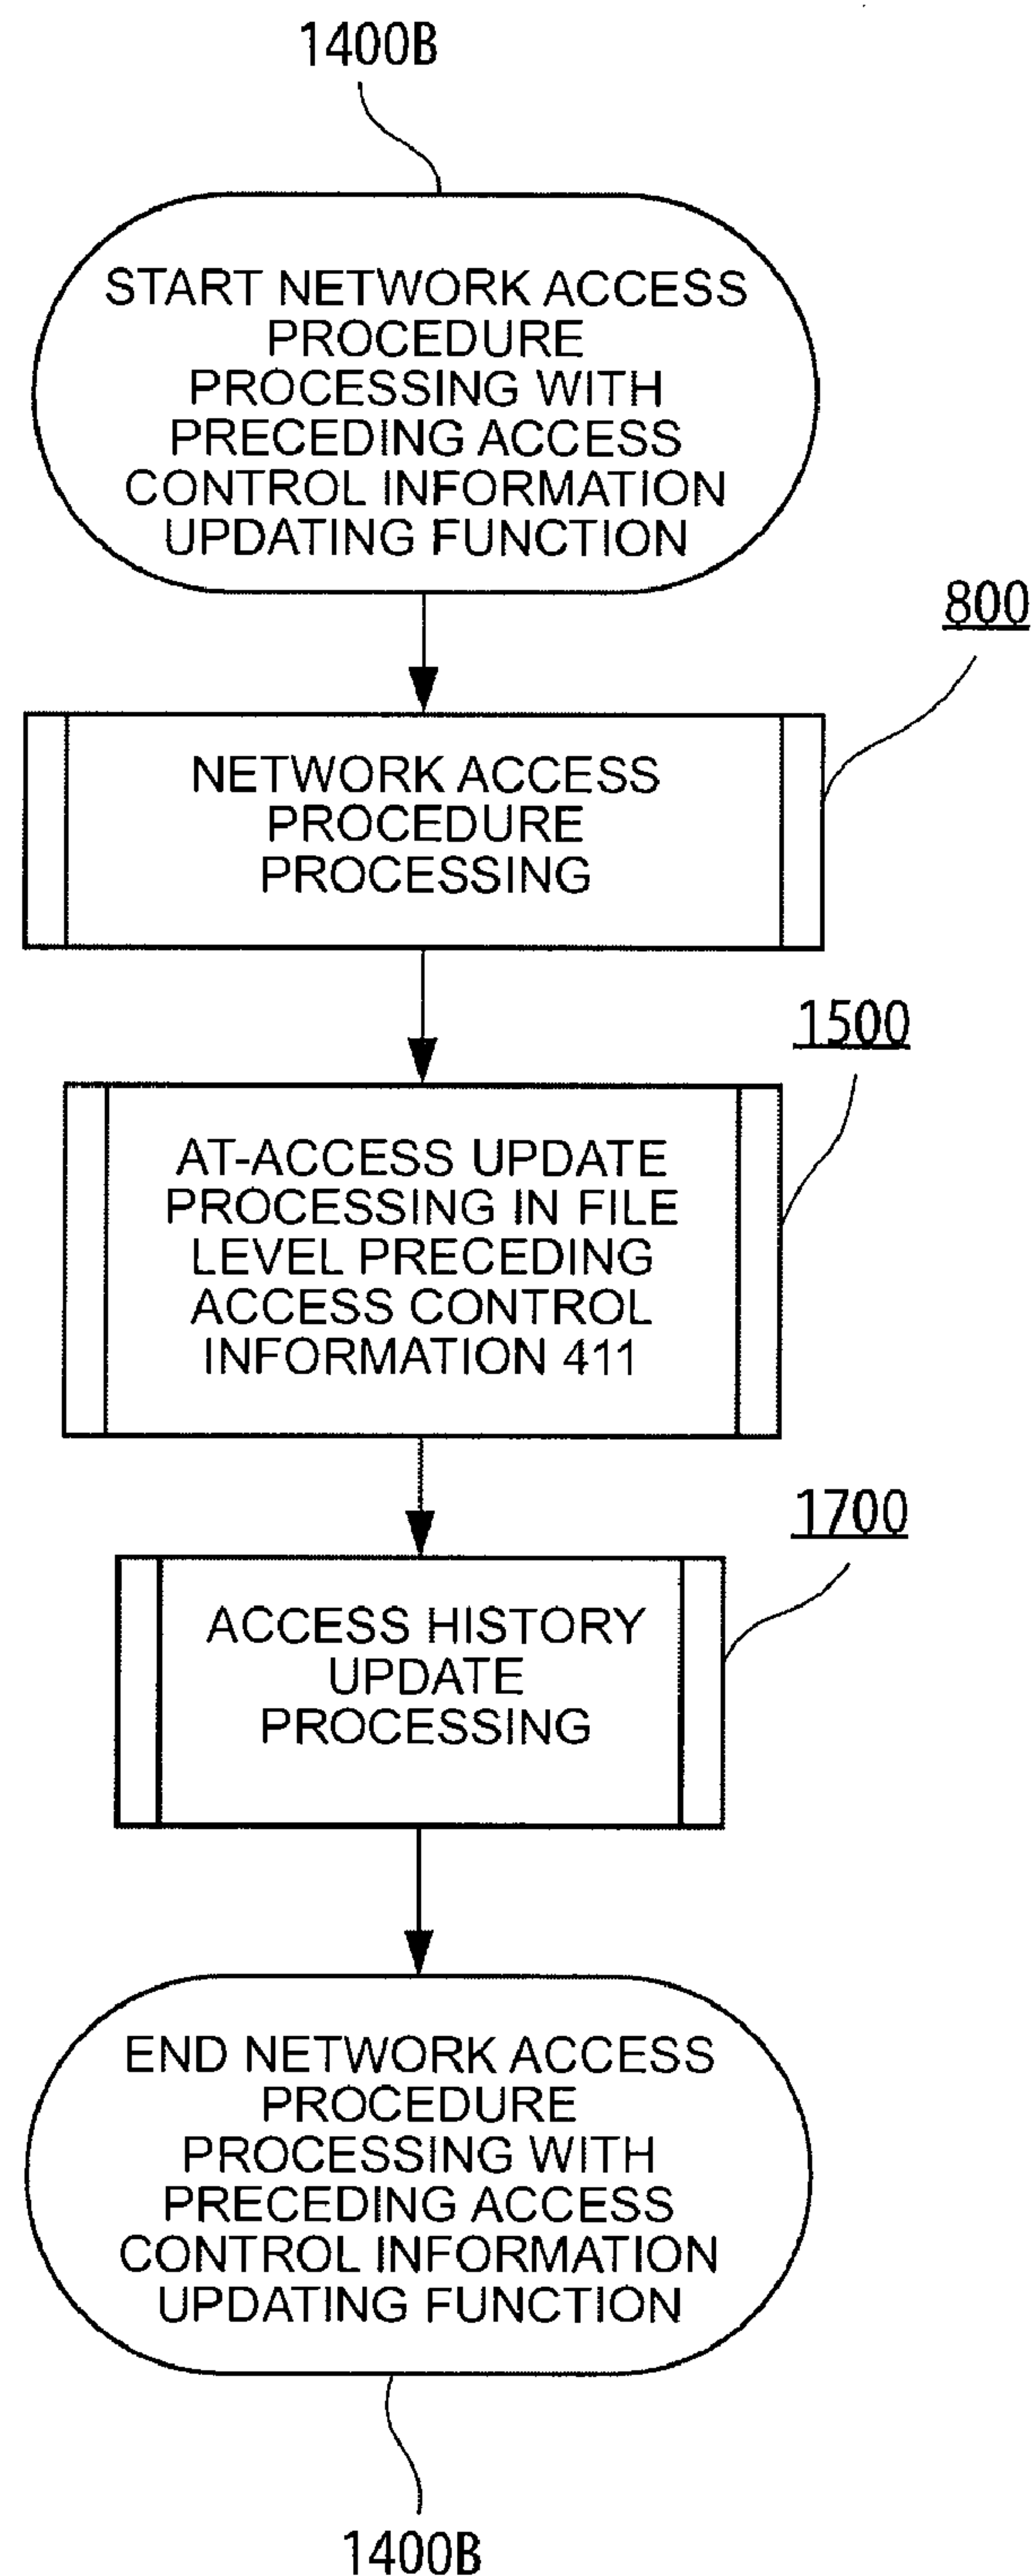 1400B
START NETWORK ACCESS
PROCEDURE
PROCESSING WITH
PRECEDING ACCESS
CONTROL INFORMATION
UPDATING FUNCTION
800
NETWORK ACCESS
PROCEDURE
PROCESSING
1500
AT-ACCESS UPDATE
PROCESSING IN FILE
LEVEL PRECEDING
ACCESS CONTROL
INFORMATION 411
1700
ACCESS HISTORY
UPDATE
PROCESSING
END NETWORK ACCESS
PROCEDURE
PROCESSING WITH
PRECEDING ACCESS
CONTROL INFORMATION
UPDATING FUNCTION
1400B